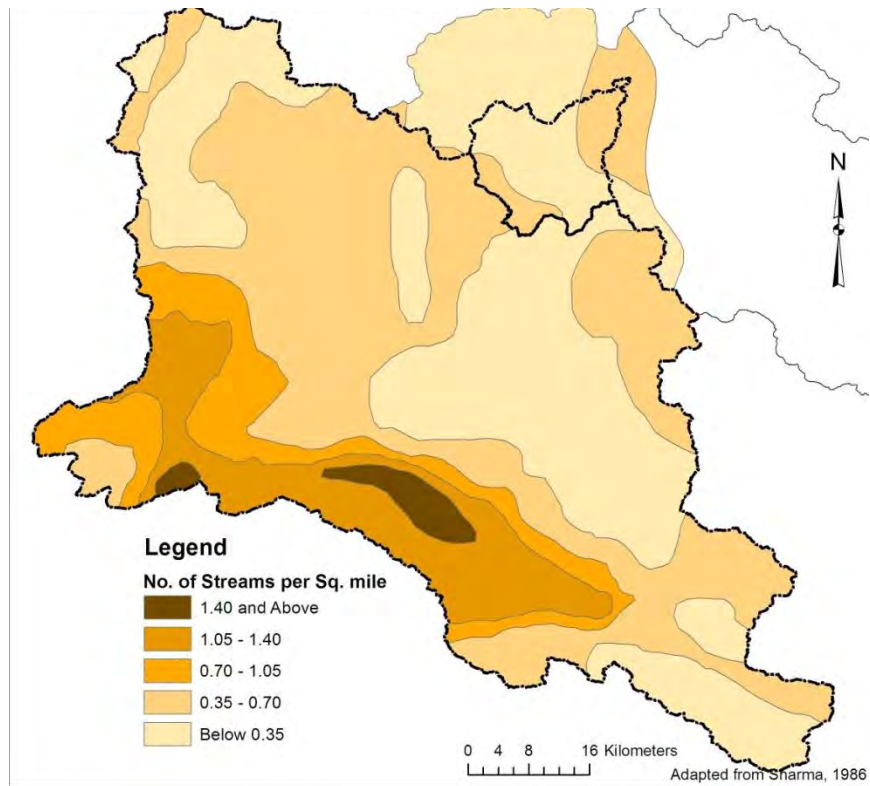 N
Legend
No. of Streams per Sq. mile
1.40 and Above
1.05 - 1.40
0.70 - 1.05
0.35 - 0.70
Below 0.35
0 4 8 16 Kilometers
Adapted from Sharma, 1986